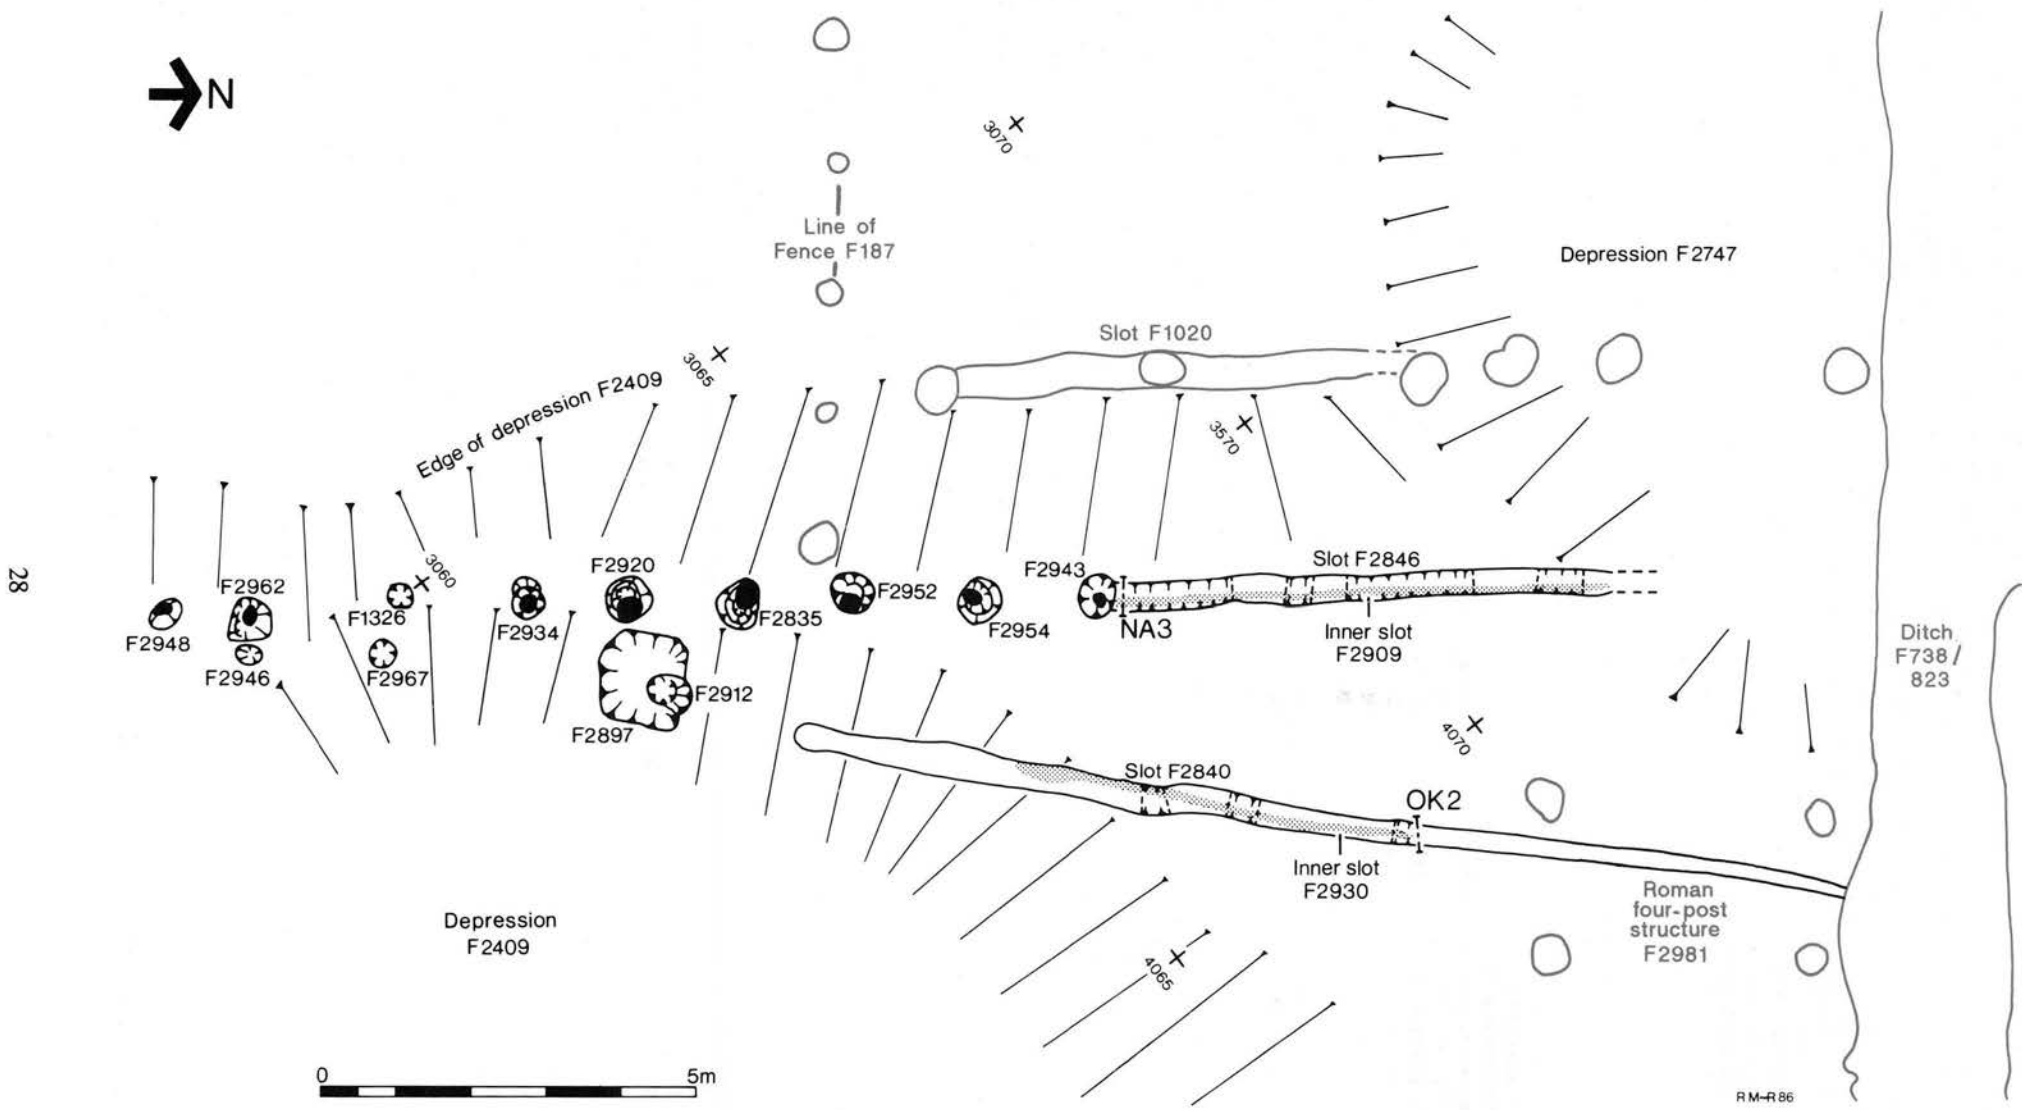 N
3070
Line of
Fence F187
Depression F2747
Slot F1020
3065
Edge of depression F2409
3570
28
3060
F2962
F2920
F2943
Slot F2846
F1326
F2952
F2948
F2934
F2835
F2954
NA3
Inner slot
F2909
Ditch
F738/
823
F2946
F2967
F2912
F2897
4070
Slot F2840
OK2
Inner slot
F2930
Roman
four-post
structure
F2981
Depression
F2409
4065
0
5m
RM-R86